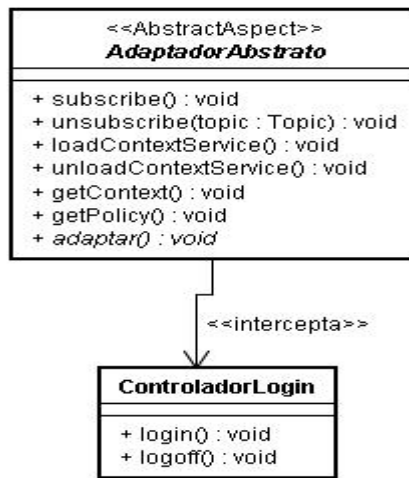 <<AbstractAspect>>
AdaptadorAbstrato
+ subscribe() : void
+ unsubscribe(topic : Topic) : void
+ loadContextService() : void
+ unloadContextService() : void
+ getContext() : void
+ getPolicy() : void
+ adaptar() : void
<<intercepta>>
ControladorLogin
+ login() : void
+ logoff() : void